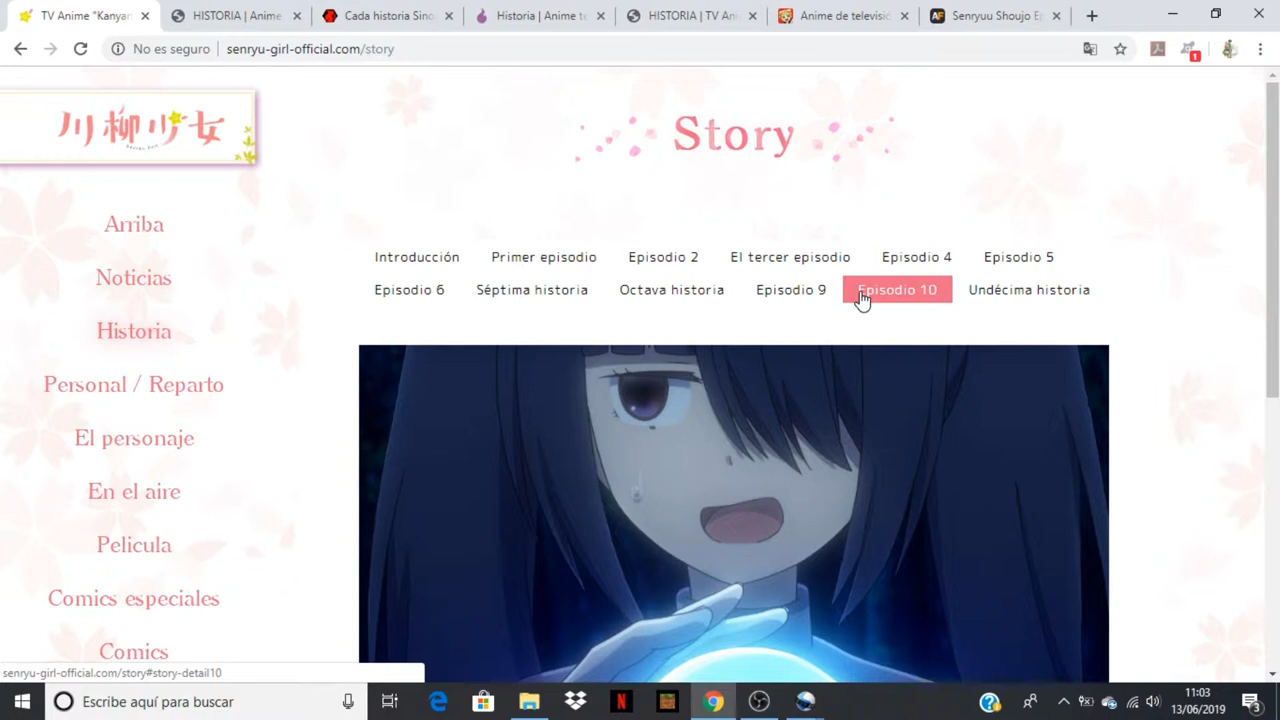 TV Anime "Kanyar
HISTORIA | Anime
Cada historia Sino
Historia | Anime te
HISTORIA | TV An
Anime de televisió
Senryuu Shoujo Ep
No es seguro
senryu-girl-official.com/story
1
川柳少女
Story
Arriba
Noticias
Historia
Personal / Reparto
El personaje
En el aire
Pelicula
Comics especiales
Comics
Introducción Primer episodio Episodio 2 El tercer episodio Episodio 4 Episodio 5
Episodio 6 Séptima historia Octava historia Episodio 9 Episodio 10 Undécima historia
senryu-girl-official.com/story#story-detail10
Escribe aquí para buscar
11:03
13/06/2019
3